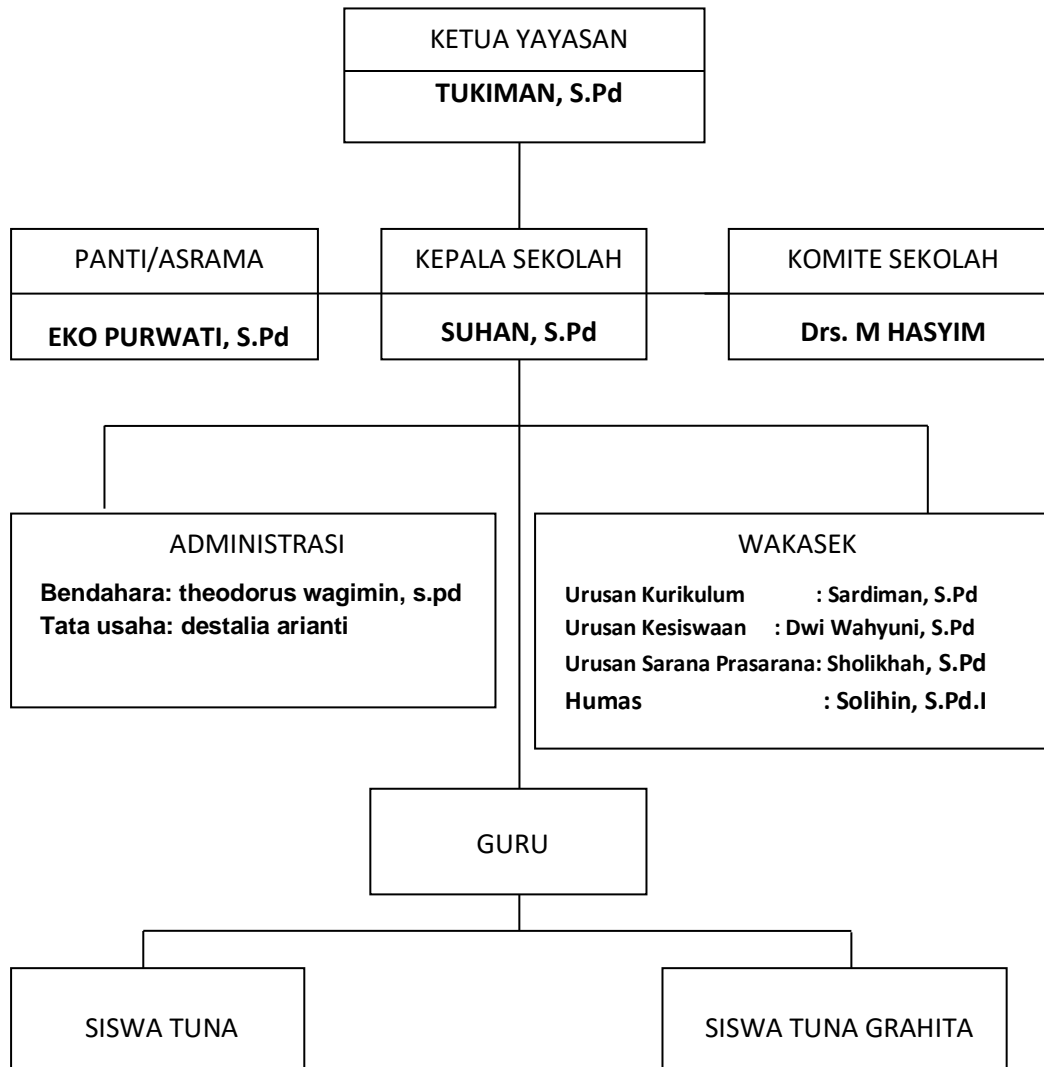 KETUA YAYASAN
TUKIMAN, S.Pd
PANTI/ASRAMA
EKO PURWATI, S.Pd
KEPALA SEKOLAH
SUHAN, S.Pd
KOMITE SEKOLAH
Drs. M HASYIM
ADMINISTRASI
Bendahara: theodorus wagimin, s.pd
Tata usaha: destalia arianti
WAKASEK
Urusan Kurikulum : Sardiman, S.Pd
Urusan Kesiswaan : Dwi Wahyuni, S.Pd
Urusan Sarana Prasarana: Sholikhah, S.Pd
Humas : Solihin, S.Pd.I
GURU
SISWA TUNA
SISWA TUNA GRAHITA